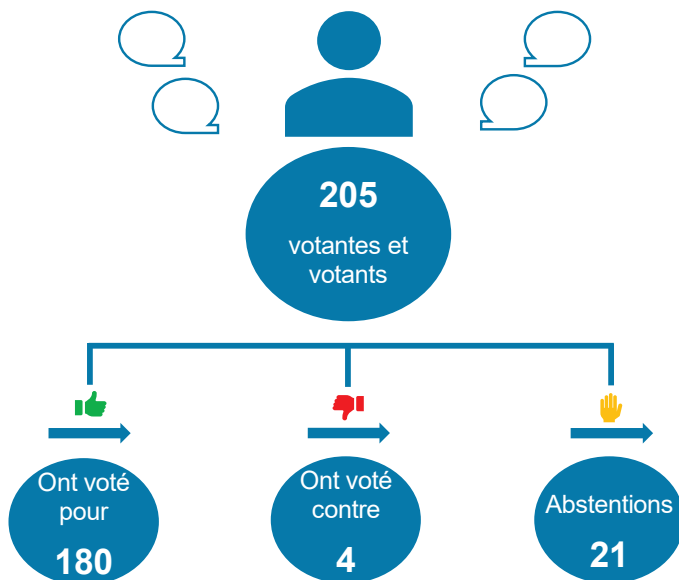 205
votantes et
votants
Ont voté
pour
180
Ont voté
contre
4
Abstentions
21